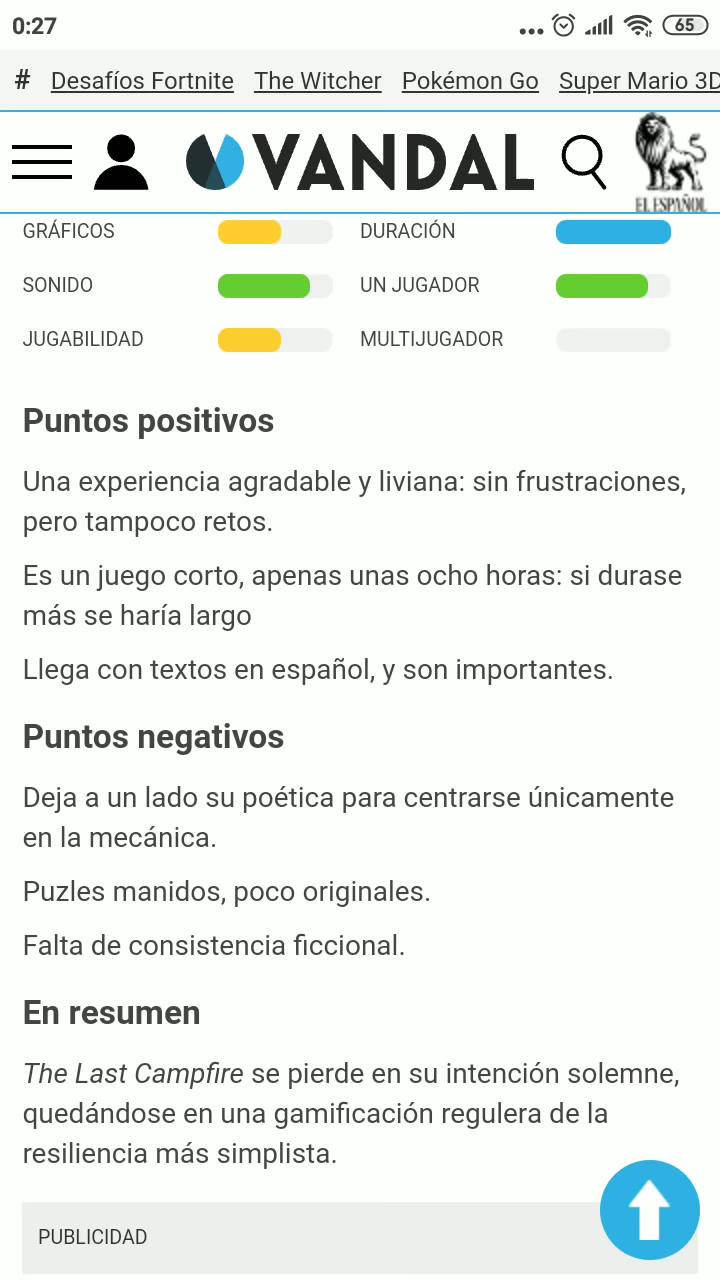 0:27
65
# Desafíos Fortnite The Witcher Pokémon Go Super Mario 3D
VANDAL
EL ESPAÑOL
GRÁFICOS DURACIÓN
SONIDO UN JUGADOR
JUGABILIDAD MULTIJUGADOR
Puntos positivos
Una experiencia agradable y liviana: sin frustraciones,
pero tampoco retos.
Es un juego corto, apenas unas ocho horas: si durase
más se haría largo
Llega con textos en español, y son importantes.
Puntos negativos
Deja a un lado su poética para centrarse únicamente
en la mecánica.
Puzles manidos, poco originales.
Falta de consistencia ficcional.
En resumen
The Last Campfire se pierde en su intención solemne,
quedándose en una gamificación regulera de la
resiliencia más simplista.
PUBLICIDAD